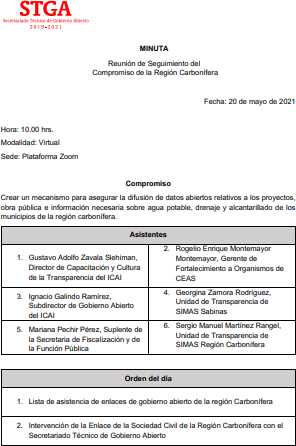 STGA
Secretariado Técnico de Gobierno Abierto
2019-2021
MINUTA
Reunión de Seguimiento del
Compromiso de la Región Carbonífera
Fecha: 20 de mayo de 2021
Hora: 10.00 hrs.
Modalidad: Virtual
Sede: Plataforma Zoom
Compromiso
Crear un mecanismo para asegurar la difusión de datos abiertos relativos a los proyectos,
obra pública e información necesaria sobre agua potable, drenaje y alcantarillado de los
municipios de la región carbonífera.
Asistentes
1. Gustavo Adolfo Zavala Slehiman,
Director de Capacitación y Cultura
de la Transparencia del ICAI
2. Rogelio Enrique Montemayor
Montemayor, Gerente de
Fortalecimiento a Organismos de
CEAS
3. Ignacio Galindo Ramírez,
Subdirector de Gobierno Abierto
del ICAI
4. Georgina Zamora Rodríguez,
Unidad de Transparencia de
SIMAS Sabinas
5. Mariana Pechir Pérez, Suplente de
la Secretaria de Fiscalización y de
la Función Pública
6. Sergio Manuel Martínez Rangel,
Unidad de Transparencia de
SIMAS Región Carbonífera
Orden del día
1. Lista de asistencia de enlaces de gobierno abierto de la región carbonífera
2. Intervención de la Enlace de la Sociedad Civil de la Región Carbonífera con el
Secretariado Técnico de Gobierno Abierto